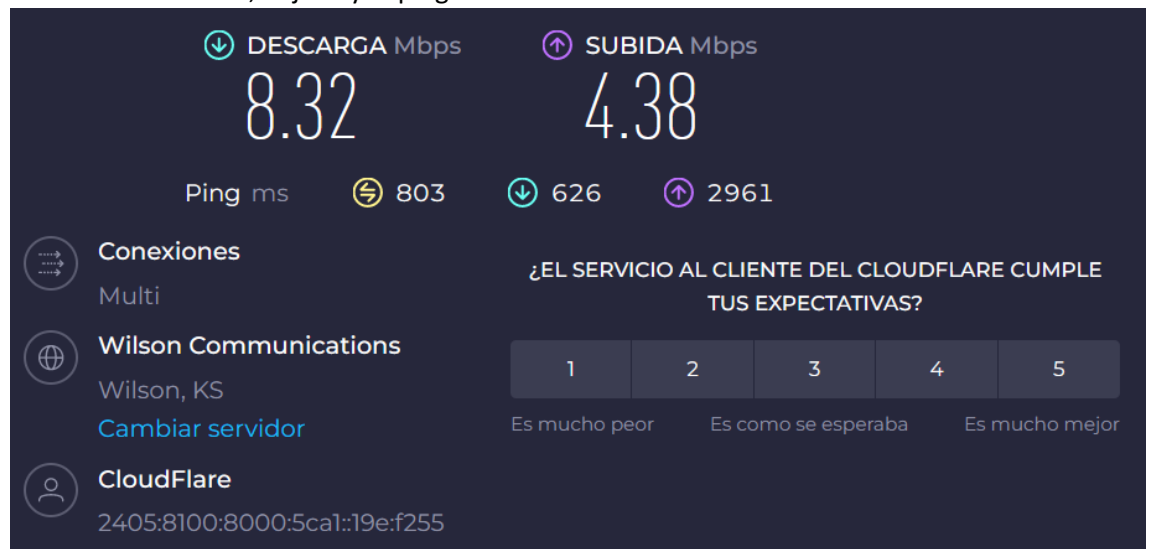 DESCARGA Mbps SUBIDA Mbps
8.32 4.38
Ping ms 803 626 2961
Conexiones
Multi
Wilson Communications
Wilson, KS
Cambiar servidor
CloudFlare
2405:8100:8000:5ca1::19e:f255
¿EL SERVICIO AL CLIENTE DEL CLOUDFLARE CUMPLE
TUS EXPECTATIVAS?
1 2 3 4 5
Es mucho peor Es como se esperaba Es mucho mejor